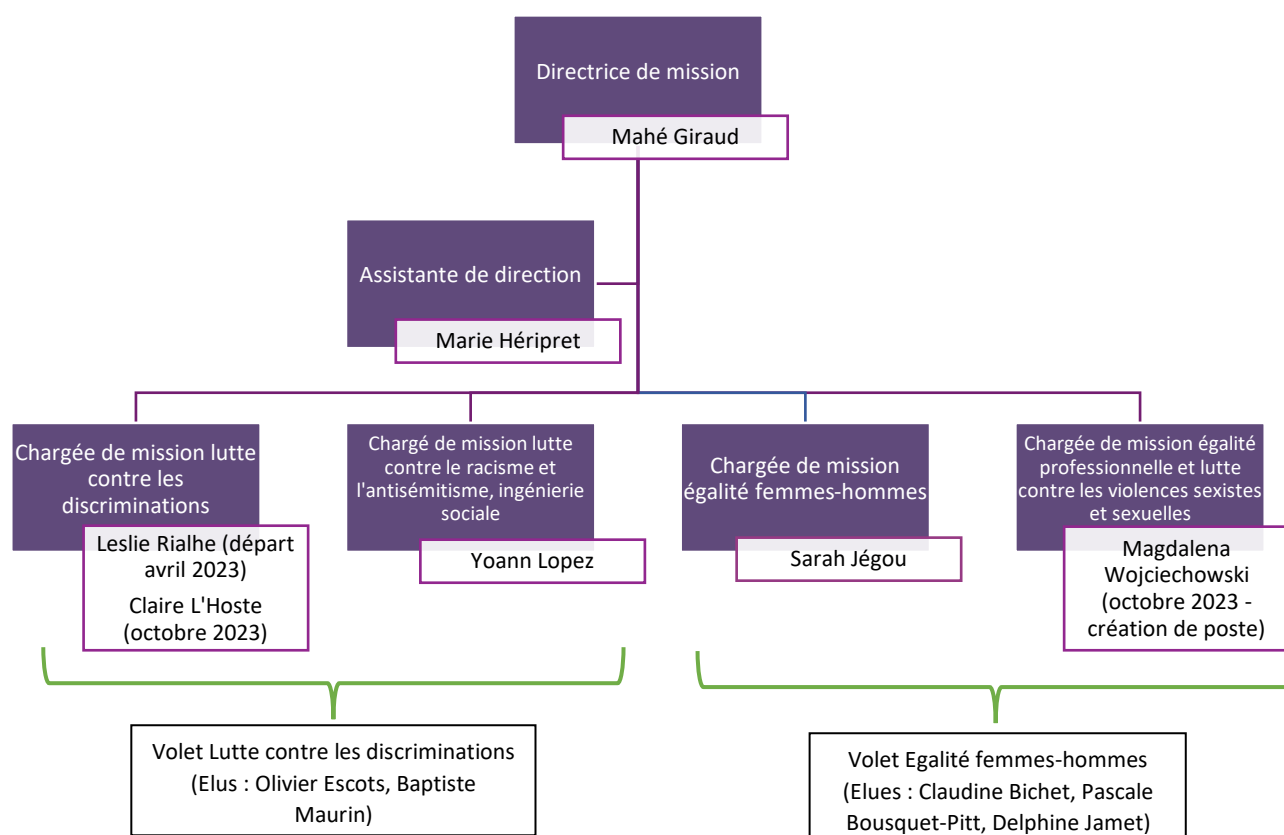 Directrice de mission
Mahé Giraud
Assistante de direction
Marie Héripret
Chargée de mission lutte
contre les
discriminations
Leslie Rialhe (départ
avril 2023)
Claire L'Hoste
(octobre 2023)
Chargé de mission lutte
contre le racisme et
l'antisémitisme, ingénierie
sociale
Yoann Lopez
Chargée de mission
égalité femmes-hommes
Sarah Jégou
Chargée de mission égalité
professionnelle et lutte
contre les violences sexistes
et sexuelles
Magdalena
Wojciechowski
(octobre 2023 -
création de poste)
Volet Lutte contre les discriminations
(Elus : Olivier Escots, Baptiste
Maurin)
Volet Egalité femmes-hommes
(Elues : Claudine Bichet, Pascale
Bousquet-Pitt, Delphine Jamet)